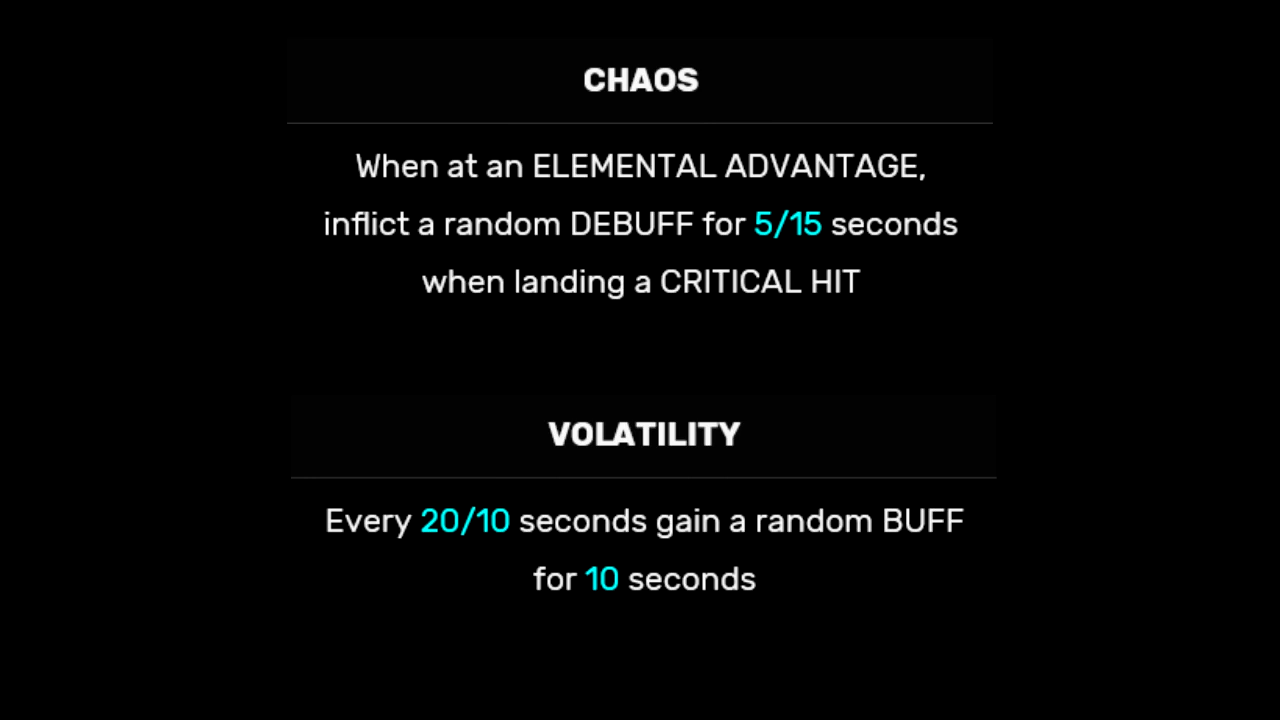 CHAOS
When at an ELEMENTAL ADVANTAGE,
inflict a random DEBUFF for 5/15 seconds
when landing a CRITICAL HIT
VOLATILITY
Every 20/10 seconds gain a random BUFF
for 10 seconds